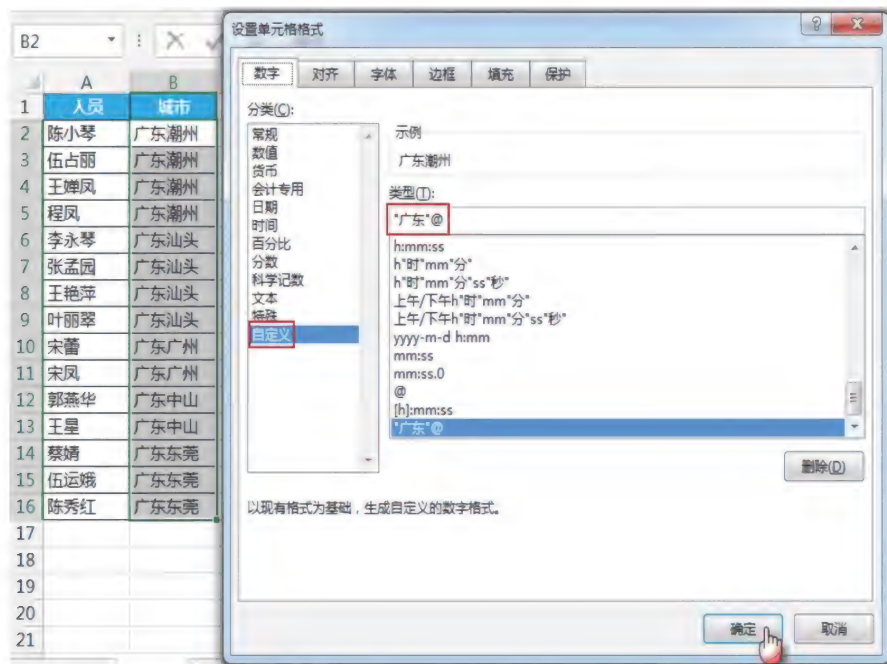 B2
设置单元格格式
数字 对齐 字体 边框 填充 保护
A B
1 人员 城市
2 陈小琴 广东潮州
3 伍占丽 广东潮州
4 王婵凤 广东潮州
5 程凤 广东潮州
6 李永琴 广东汕头
7 张孟园 广东汕头
8 王艳萍 广东汕头
9 叶丽翠 广东汕头
10 宋蕾 广东广州
11 宋凤 广东广州
12 郭燕华 广东中山
13 王星 广东中山
14 蔡婧 广东东莞
15 伍运娥 广东东莞
16 陈秀红 广东东莞
17
18
19
20
21
分类(C):
常规
数值
货币
会计专用
日期
时间
百分比
分数
科学记数
文本
特殊
自定义
示例
广东潮州
类型(T):
"广东"@
h:mm:ss
h"时"mm"分"
h"时"mm"分"ss"秒"
上午/下午h"时"mm"分"
上午/下午h"时"mm"分"ss"秒"
yyyy-m-d h:mm
mm:ss
mm:ss.0
@
[h]:mm:ss
"广东"@
删除(D)
以现有格式为基础，生成自定义的数字格式。
确定 取消